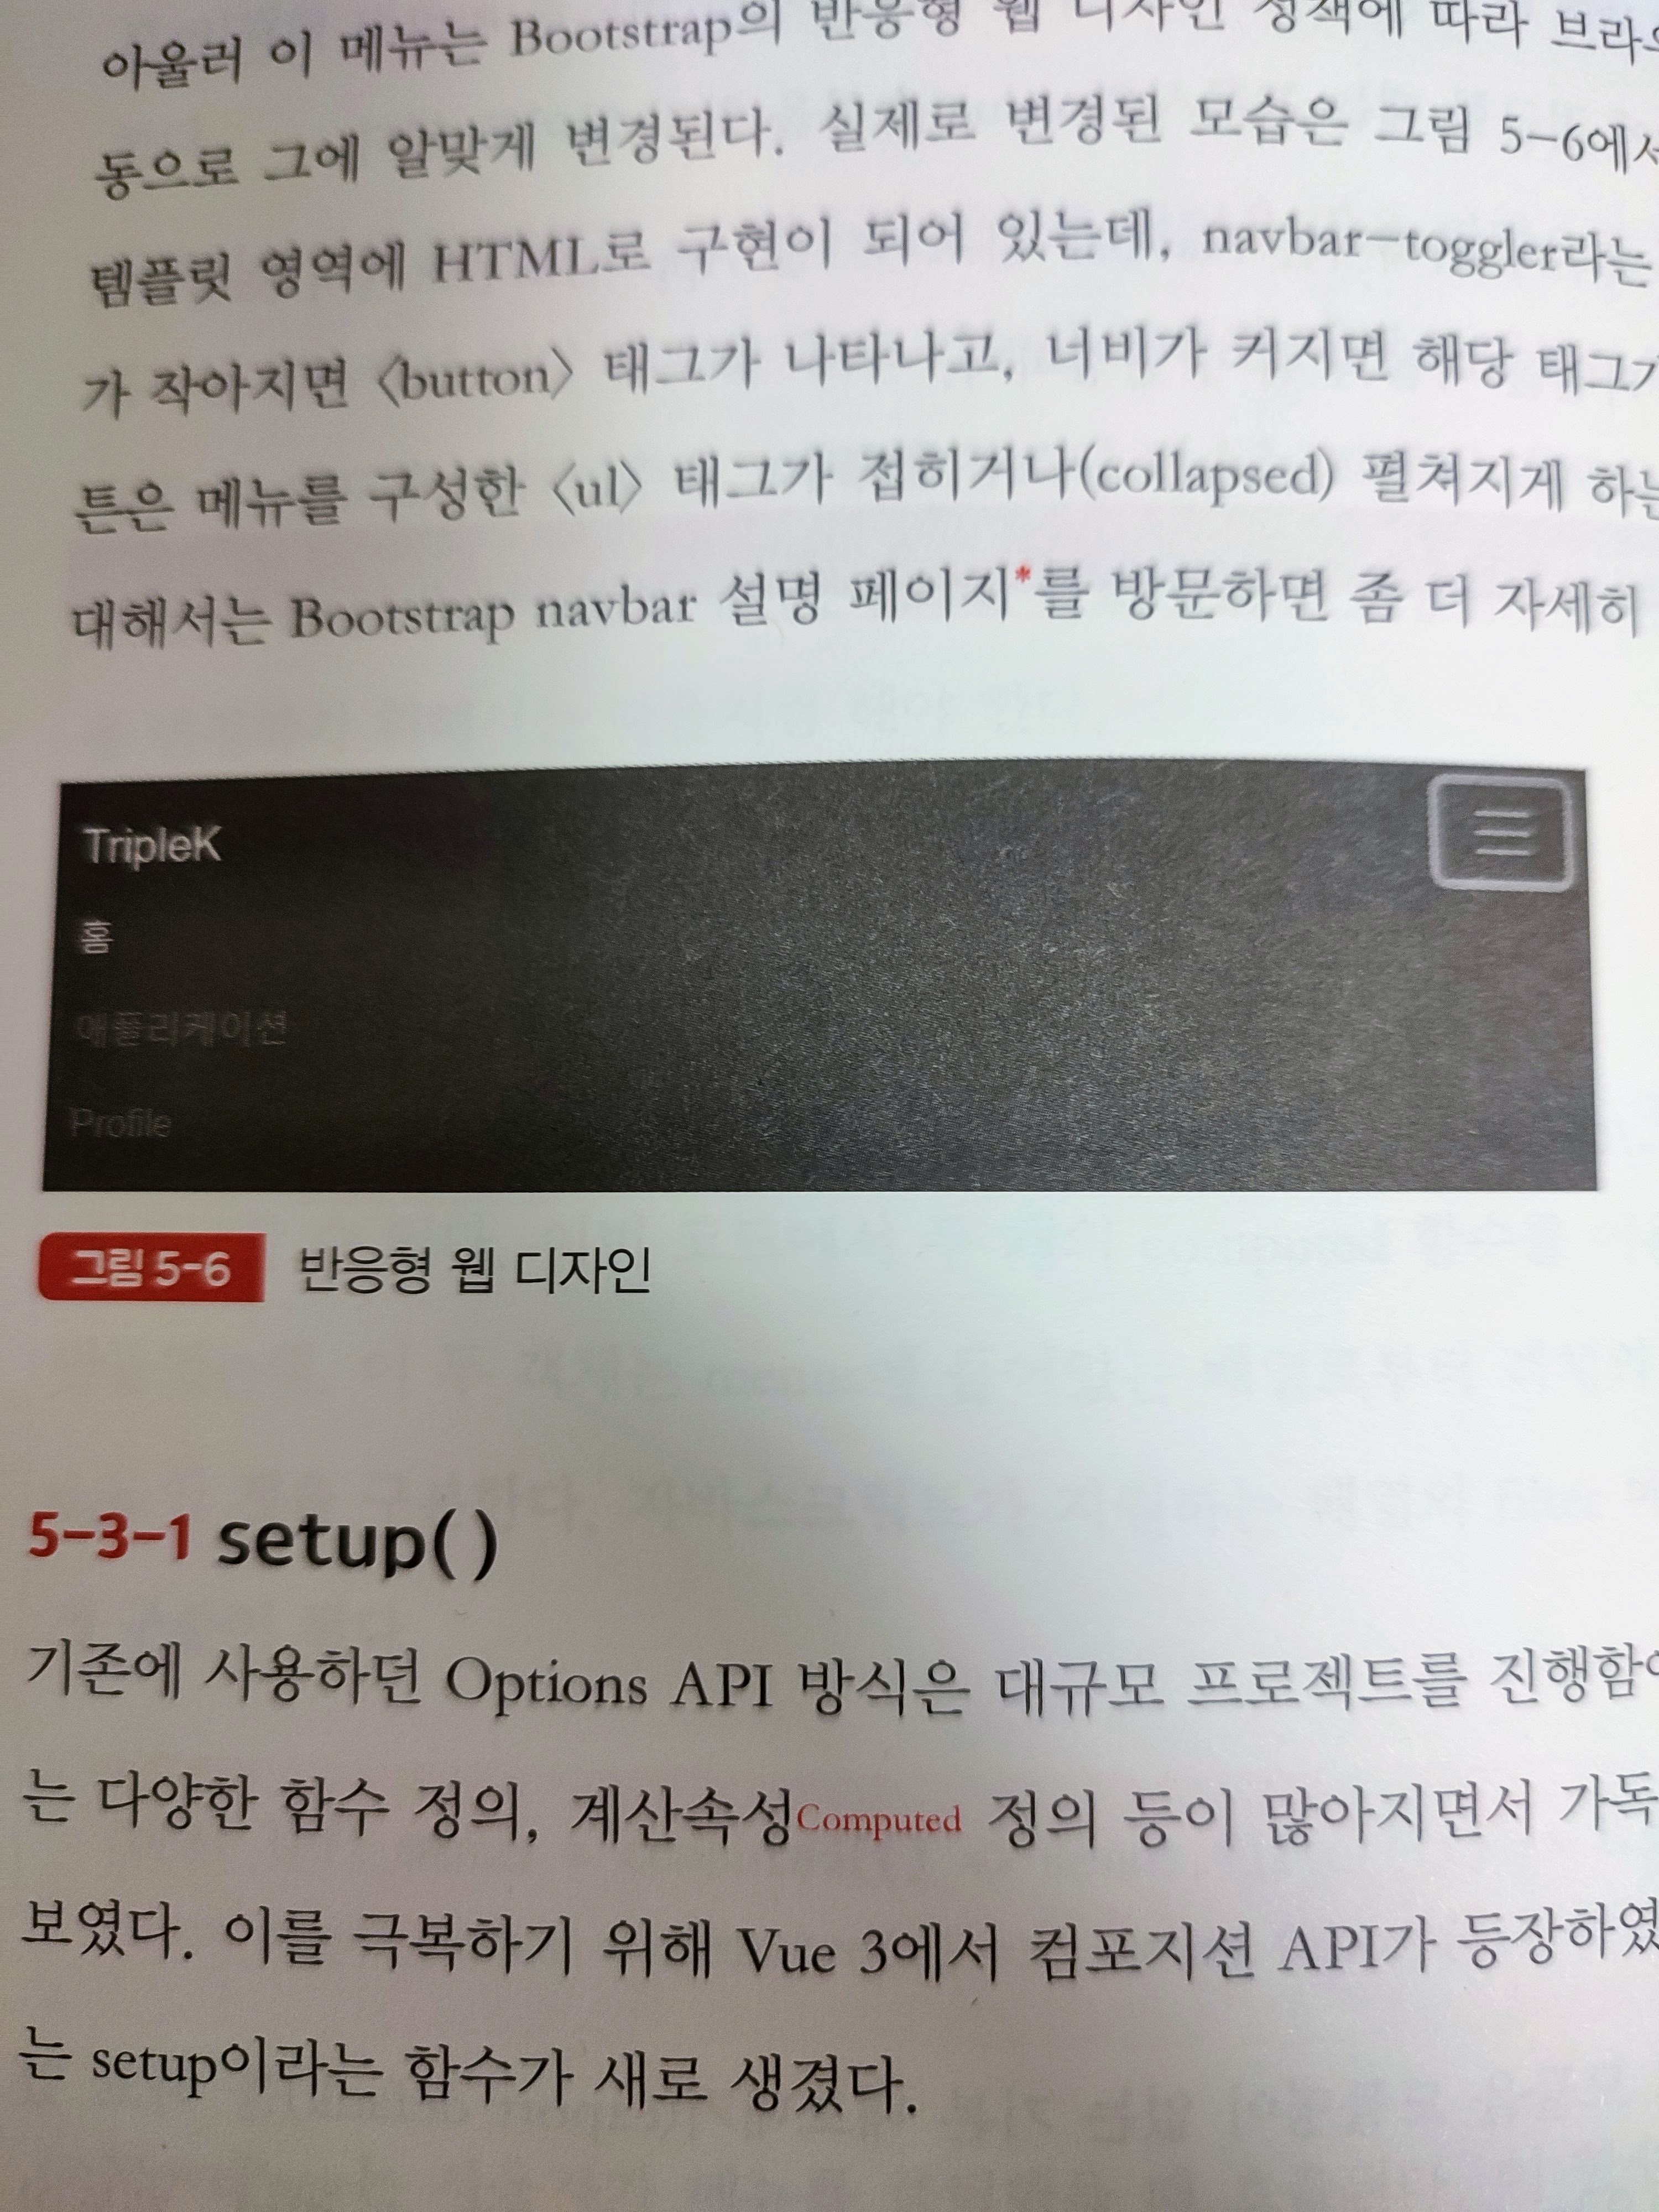 아울러 이 메뉴는 Bootstrap의 반응형 웹 디자인 정책에 따라
동으로 그에 알맞게 변경된다. 실제로 변경된 모습은 그림 5-6에서
템플릿 영역에 HTML로 구현이 되어 있는데, navbar-toggler라는
가 작아지면 〈button〉 태그가 나타나고, 너비가 커지면 해당 태그가
튼은 메뉴를 구성한 〈ul〉 태그가 접히거나(collapsed) 펼쳐지게 하는
대해서는 Bootstrap navbar 설명 페이지*를 방문하면 좀 더 자세히
TripleK
홈
애플리케이션
Profile
그림 5-6 반응형 웹 디자인
5-3-1 setup()
기존에 사용하던 Options API 방식은 대규모 프로젝트를
는 다양한 함수 정의, 계산속성Computed 정의 등이 많아지면서 가독
보였다. 이를 극복하기 위해 Vue 3에서 컴포지션 API가 등장하였
는 setup이라는 함수가 새로 생겼다.